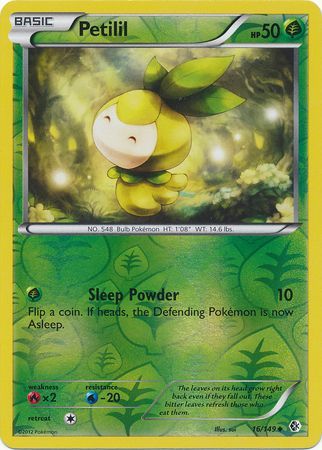 BASIC
Petilil
HP50
NO. 548 Bulb Pokémon HT: 1'08" WT: 14.6 lbs.
Sleep Powder 10
Flip a coin. If heads, the Defending Pokémon is now
Asleep.
weakness
×2
resistance
-20
retreat
The leaves on its head grow right
back even if they fall out. These
bitter leaves refresh those who
eat them.
©2012 Pokémon
Illus. sui
16/149